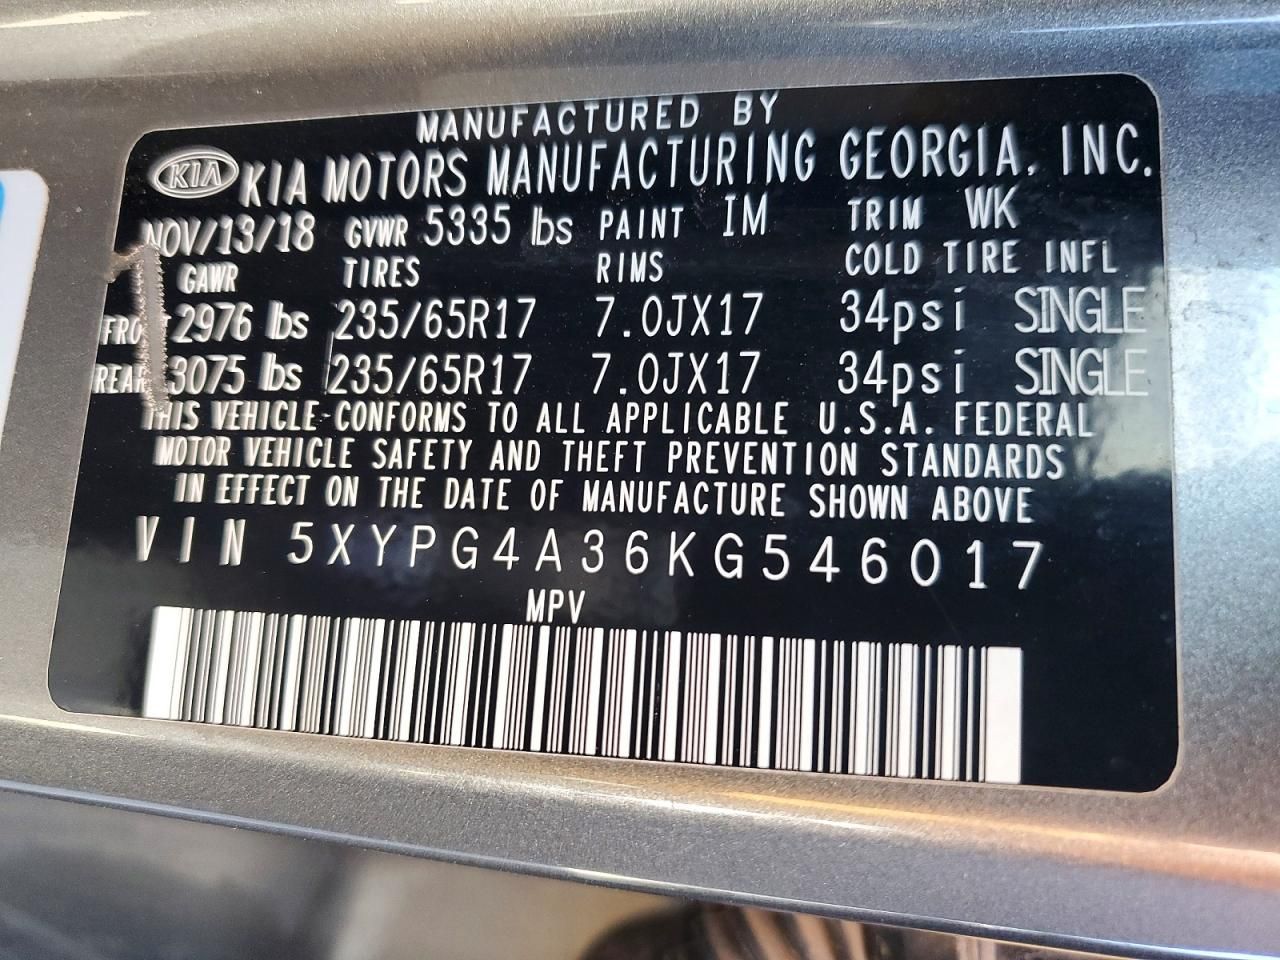 MANUFACTURED BY
KIA KIA MOTORS MANUFACTURING GEORGIA, INC.
NOV/13/18 GVWR 5335 lbs PAINT IM TRIM WK
GAWR TIRES RIMS COLD TIRE INFL
2976 lbs 235/65R17 7.0JX17 34psi SINGLE
REAR 3075 lbs 235/65R17 7.0JX17 34psi SINGLE
THIS VEHICLE CONFORMS TO ALL APPLICABLE U.S.A. FEDERAL
MOTOR VEHICLE SAFETY AND THEFT PREVENTION STANDARDS
IN EFFECT ON THE DATE OF MANUFACTURE SHOWN ABOVE
VIN 5XYPG4A36KG546017
MPV